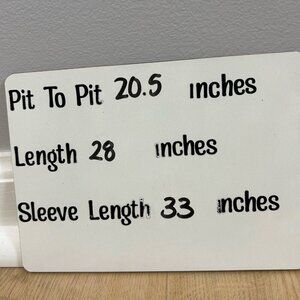 Pit To Pit 20.5 inches
Length 28 inches
Sleeve Length 33 inches